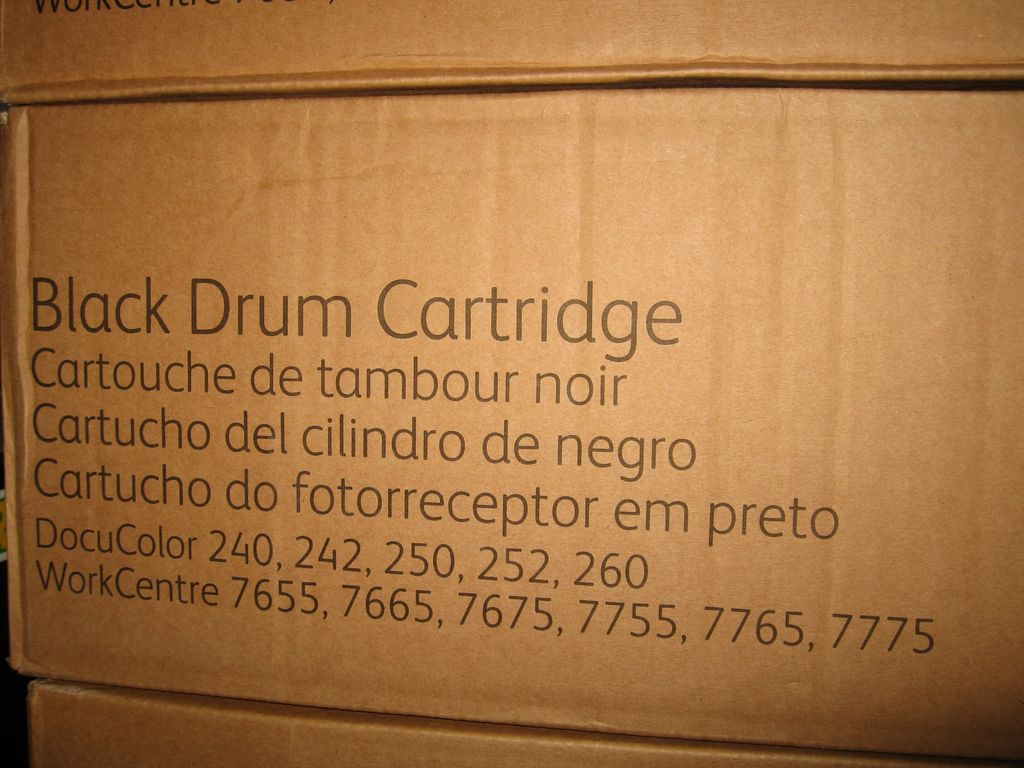 WorkCentre
Black Drum Cartridge
Cartouche de tambour noir
Cartucho del cilindro de negro
Cartucho do fotorreceptor em preto
DocuColor 240, 242, 250, 252, 260
WorkCentre 7655, 7665, 7675, 7755, 7765, 7775